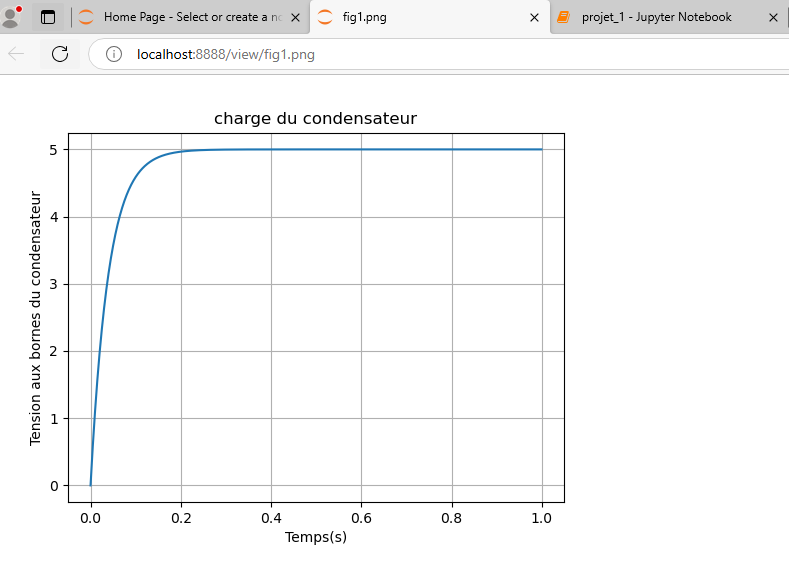 Home Page - Select or create a n
fig1.png
projet_1 - Jupyter Notebook
localhost:8888/view/fig1.png
charge du condensateur
Tension aux bornes du condensateur
5
4
3
2
1
0
0.0 0.2 0.4 0.6 0.8 1.0
Temps(s)